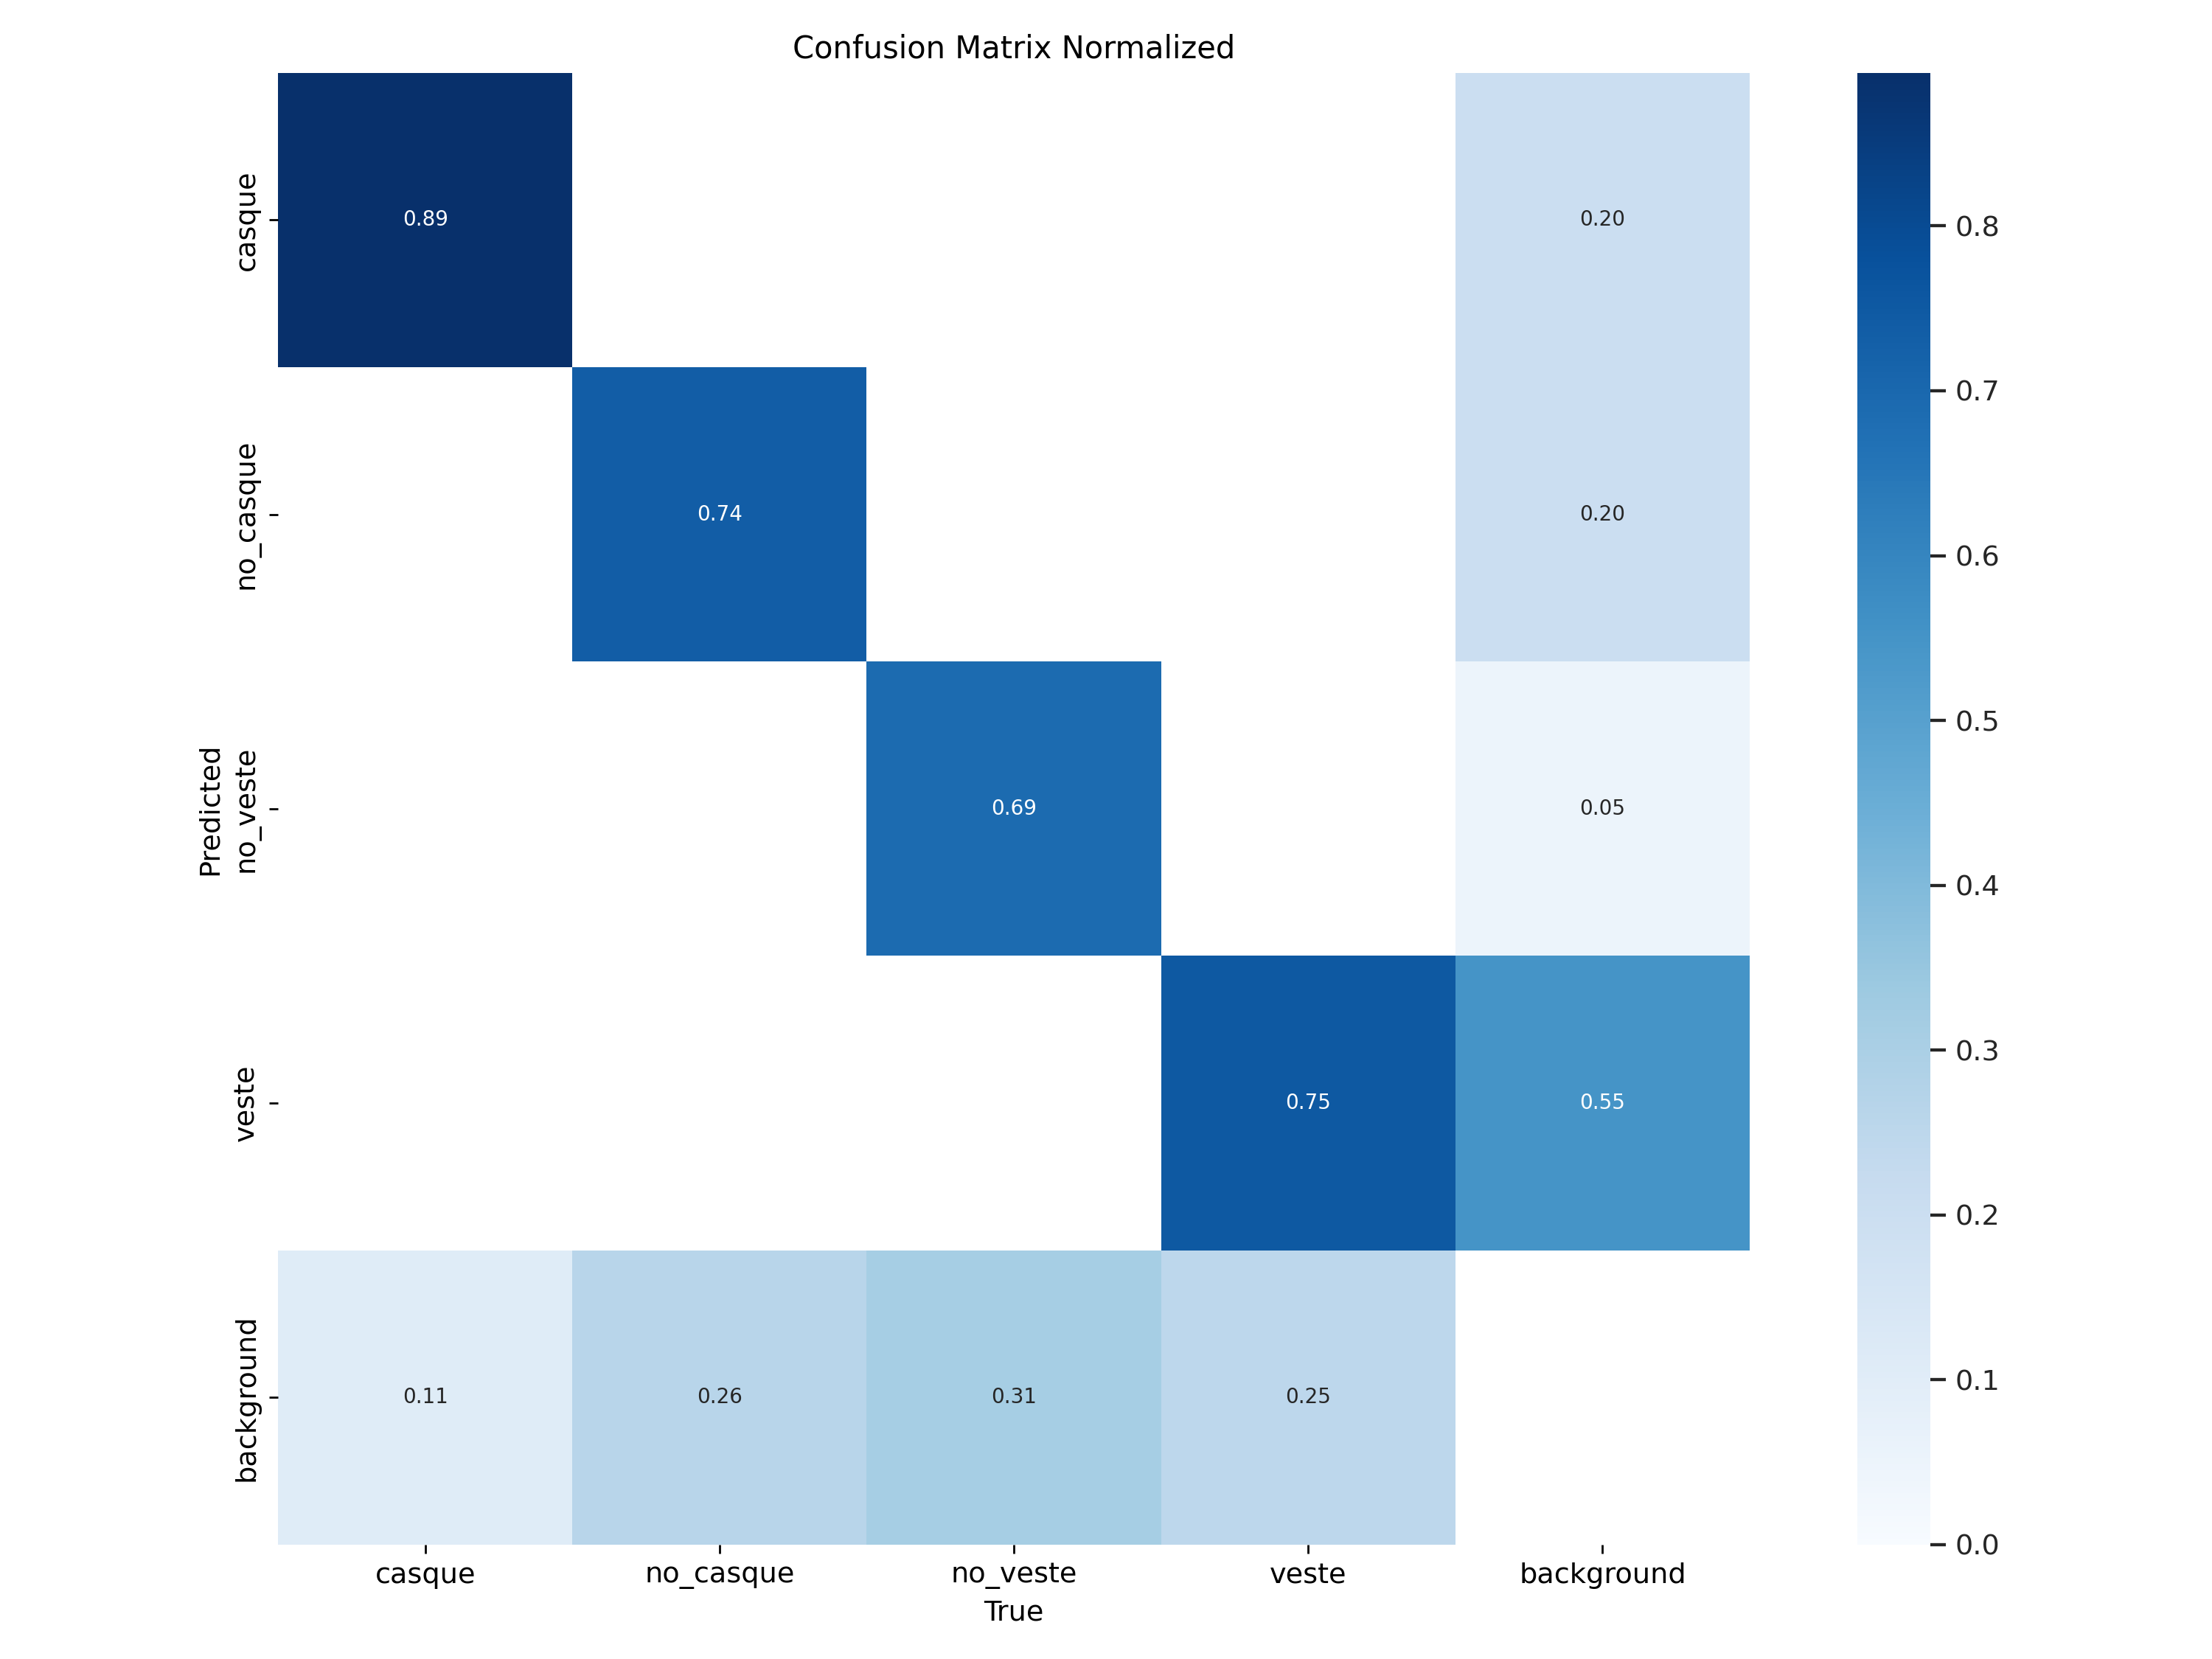 Confusion Matrix Normalized
casque
0.89
0.20
0.8
0.7
no_casque
0.74
0.20
0.6
0.5
Predicted
no_veste
0.69
0.05
0.4
0.3
veste
0.75
0.55
0.2
background
0.11
0.26
0.31
0.25
0.1
0.0
casque
no_casque
no_veste
veste
background
True